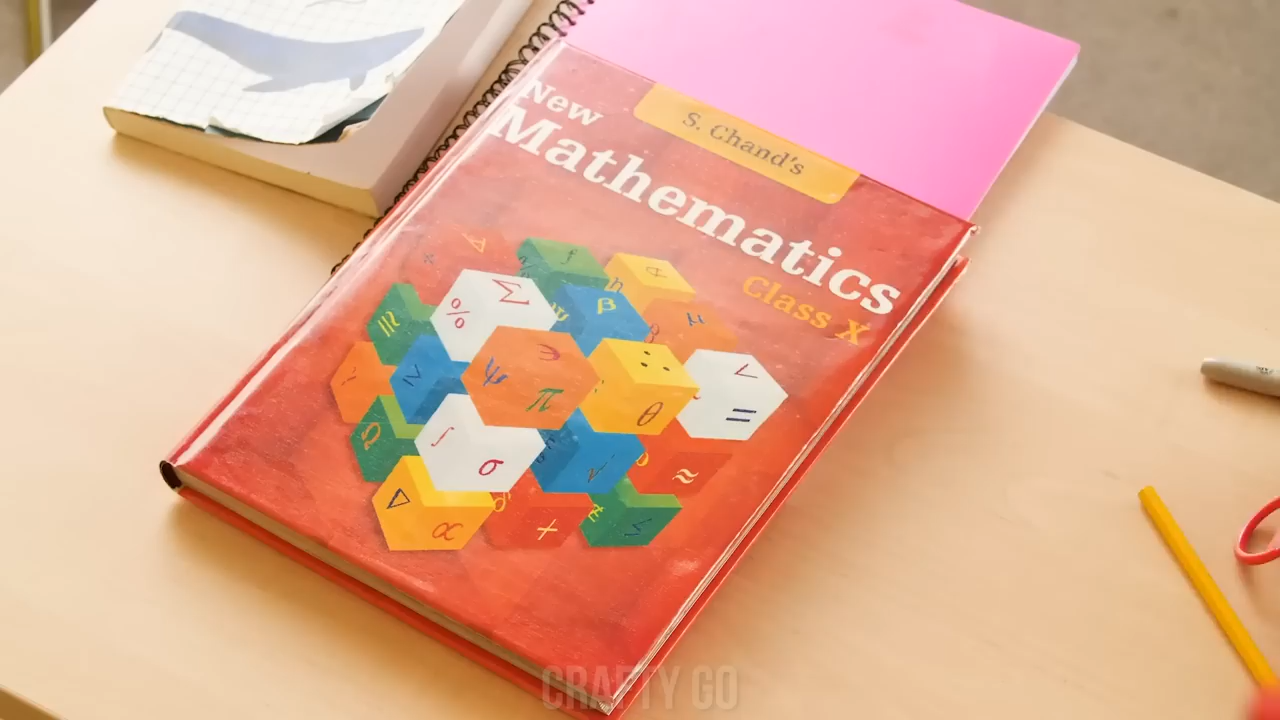 S. Chand's
New
Mathematics
Class X
% Σ
β
Ψ π
θ
=
σ
≈
+
CRAFTY GO